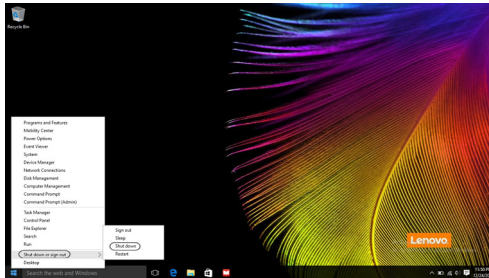 Recycle Bin
Programs and Features
Mobility Center
Power Options
Event Viewer
System
Device Manager
Network Connections
Disk Management
Computer Management
Command Prompt
Command Prompt (Admin)
Task Manager
Control Panel
File Explorer
Search
Run
Shut down or sign out
Desktop
Sign out
Sleep
Shut down
Restart
Lenovo
Search the web and Windows